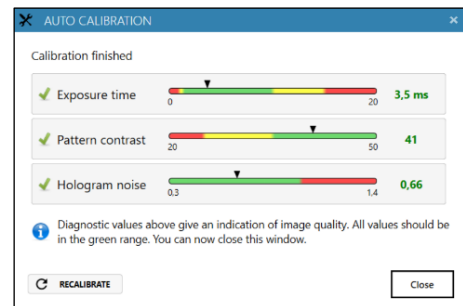 AUTO CALIBRATION
Calibration finished
Exposure time 0 20 3,5 ms
Pattern contrast 20 50 41
Hologram noise 0.3 1.4 0,66
Diagnostic values above give an indication of image quality. All values should be
in the green range. You can now close this window.
RECALIBRATE Close